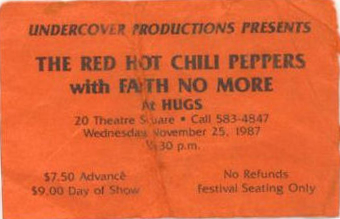 UNDERCOVER PRODUCTIONS PRESENTS
THE RED HOT CHILI PEPPERS
with FAITH NO MORE
At HUGS
20 Theatre Square • Call 583-4847
Wednesday, November 25, 1987
30 p.m.
$7.50 Advance
$9.00 Day of Show
No Refunds
festival Seating Only